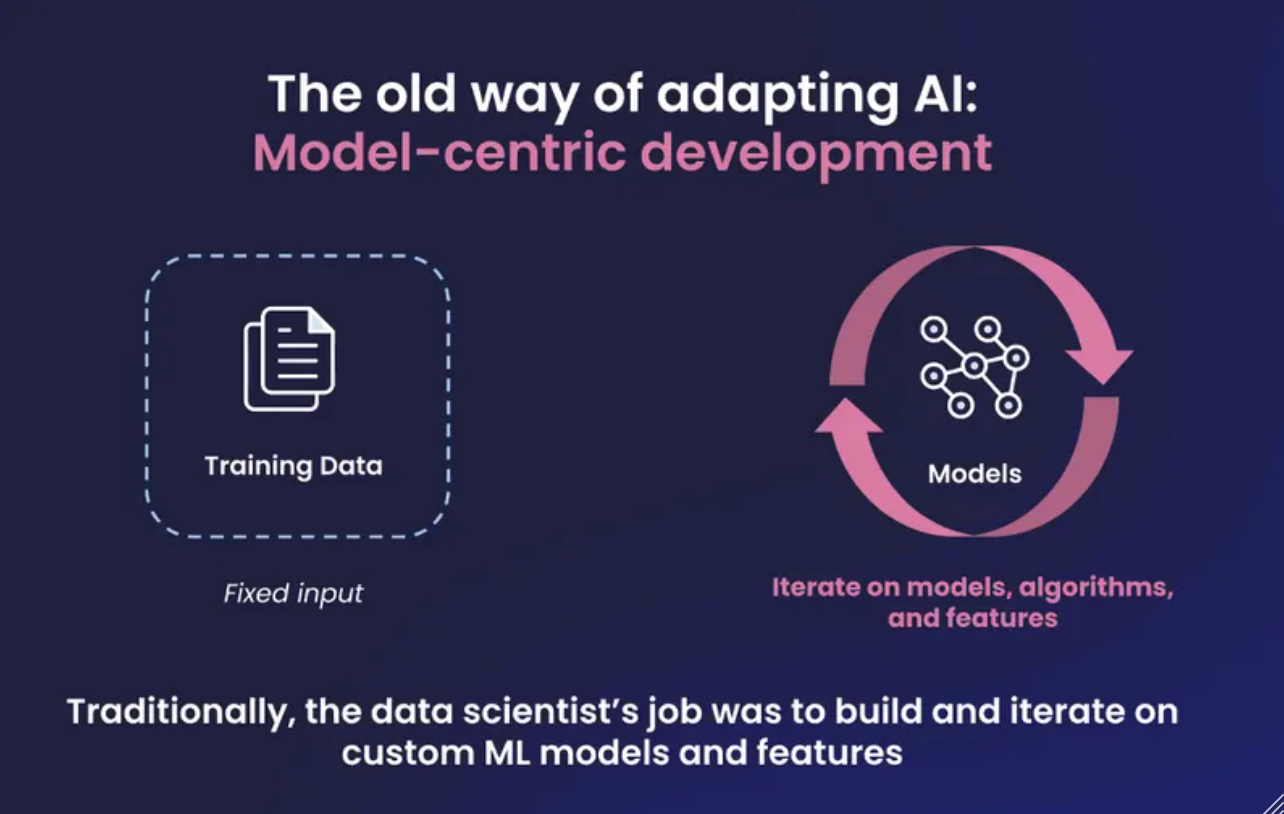 The old way of adapting AI:
Model-centric development
Training Data
Models
Fixed input
Iterate on models, algorithms,
and features
Traditionally, the data scientist’s job was to build and iterate on
custom ML models and features